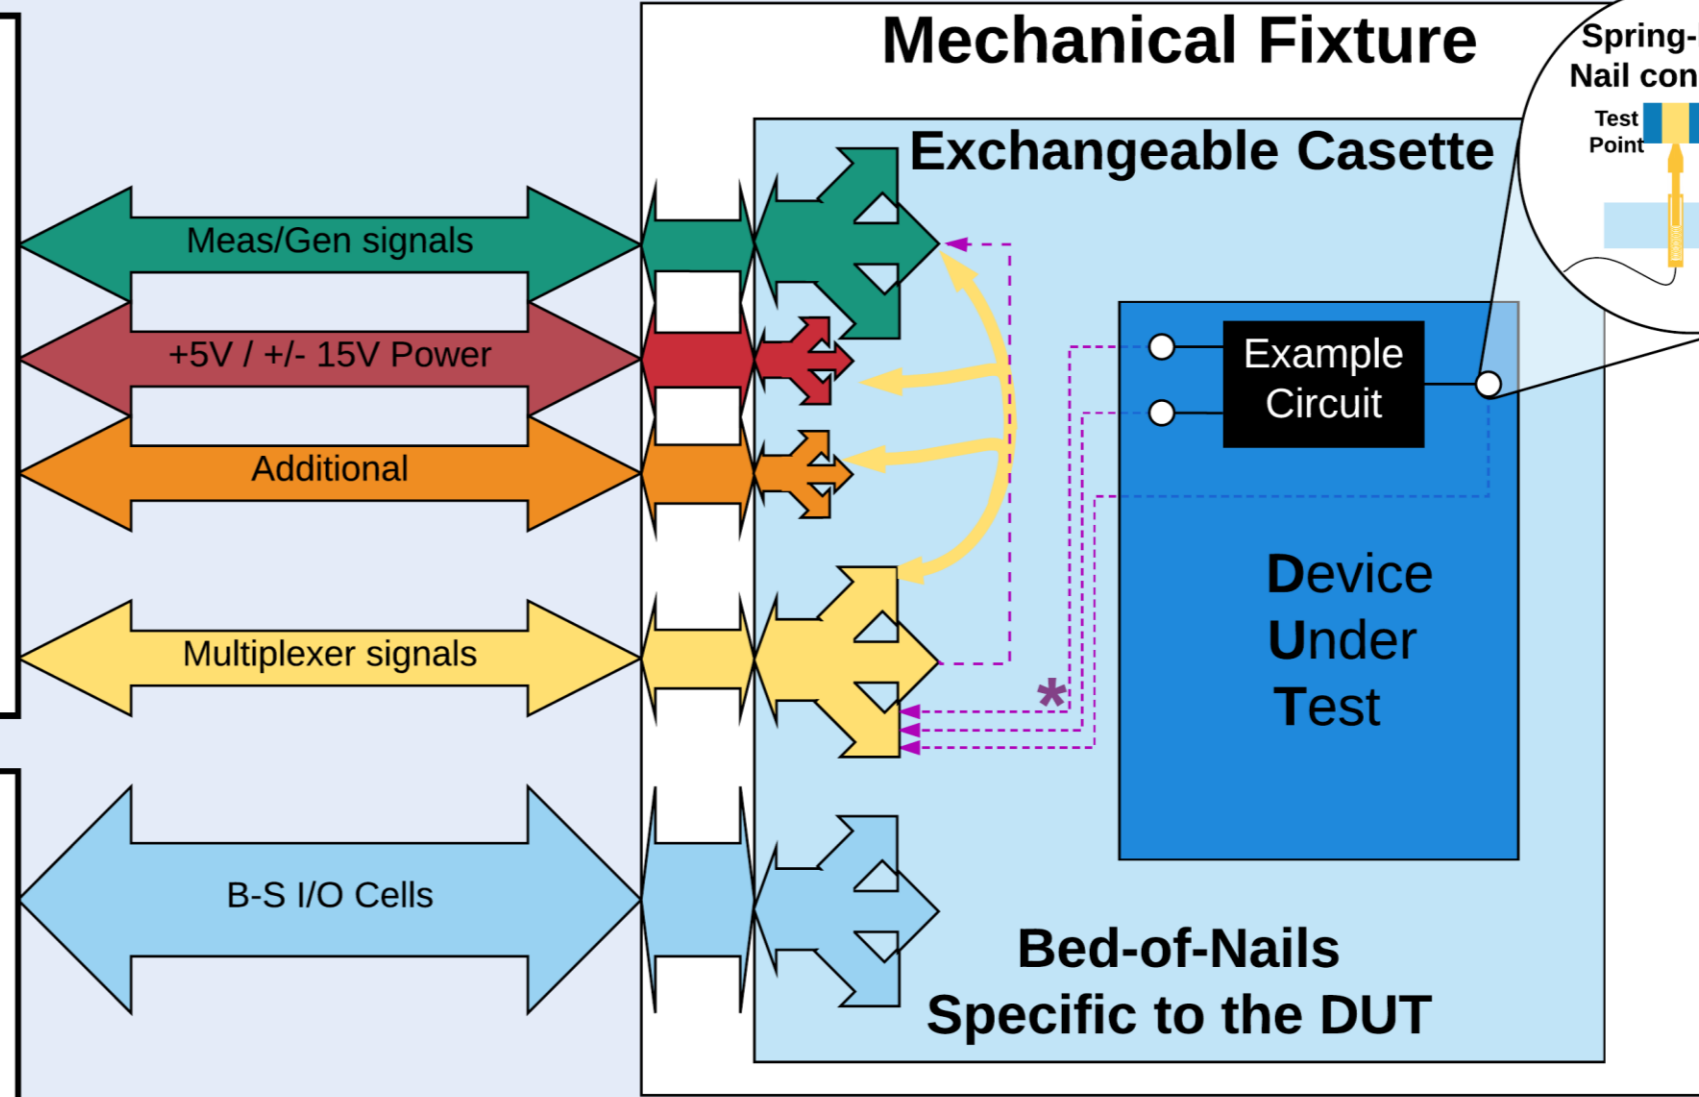 Mechanical Fixture
Spring-
Nail con
Test
Point
Exchangeable Casette
Meas/Gen signals
+5V / +/- 15V Power
Additional
Multiplexer signals
B-S I/O Cells
Example
Circuit
Device
Under
Test
*
Bed-of-Nails
Specific to the DUT